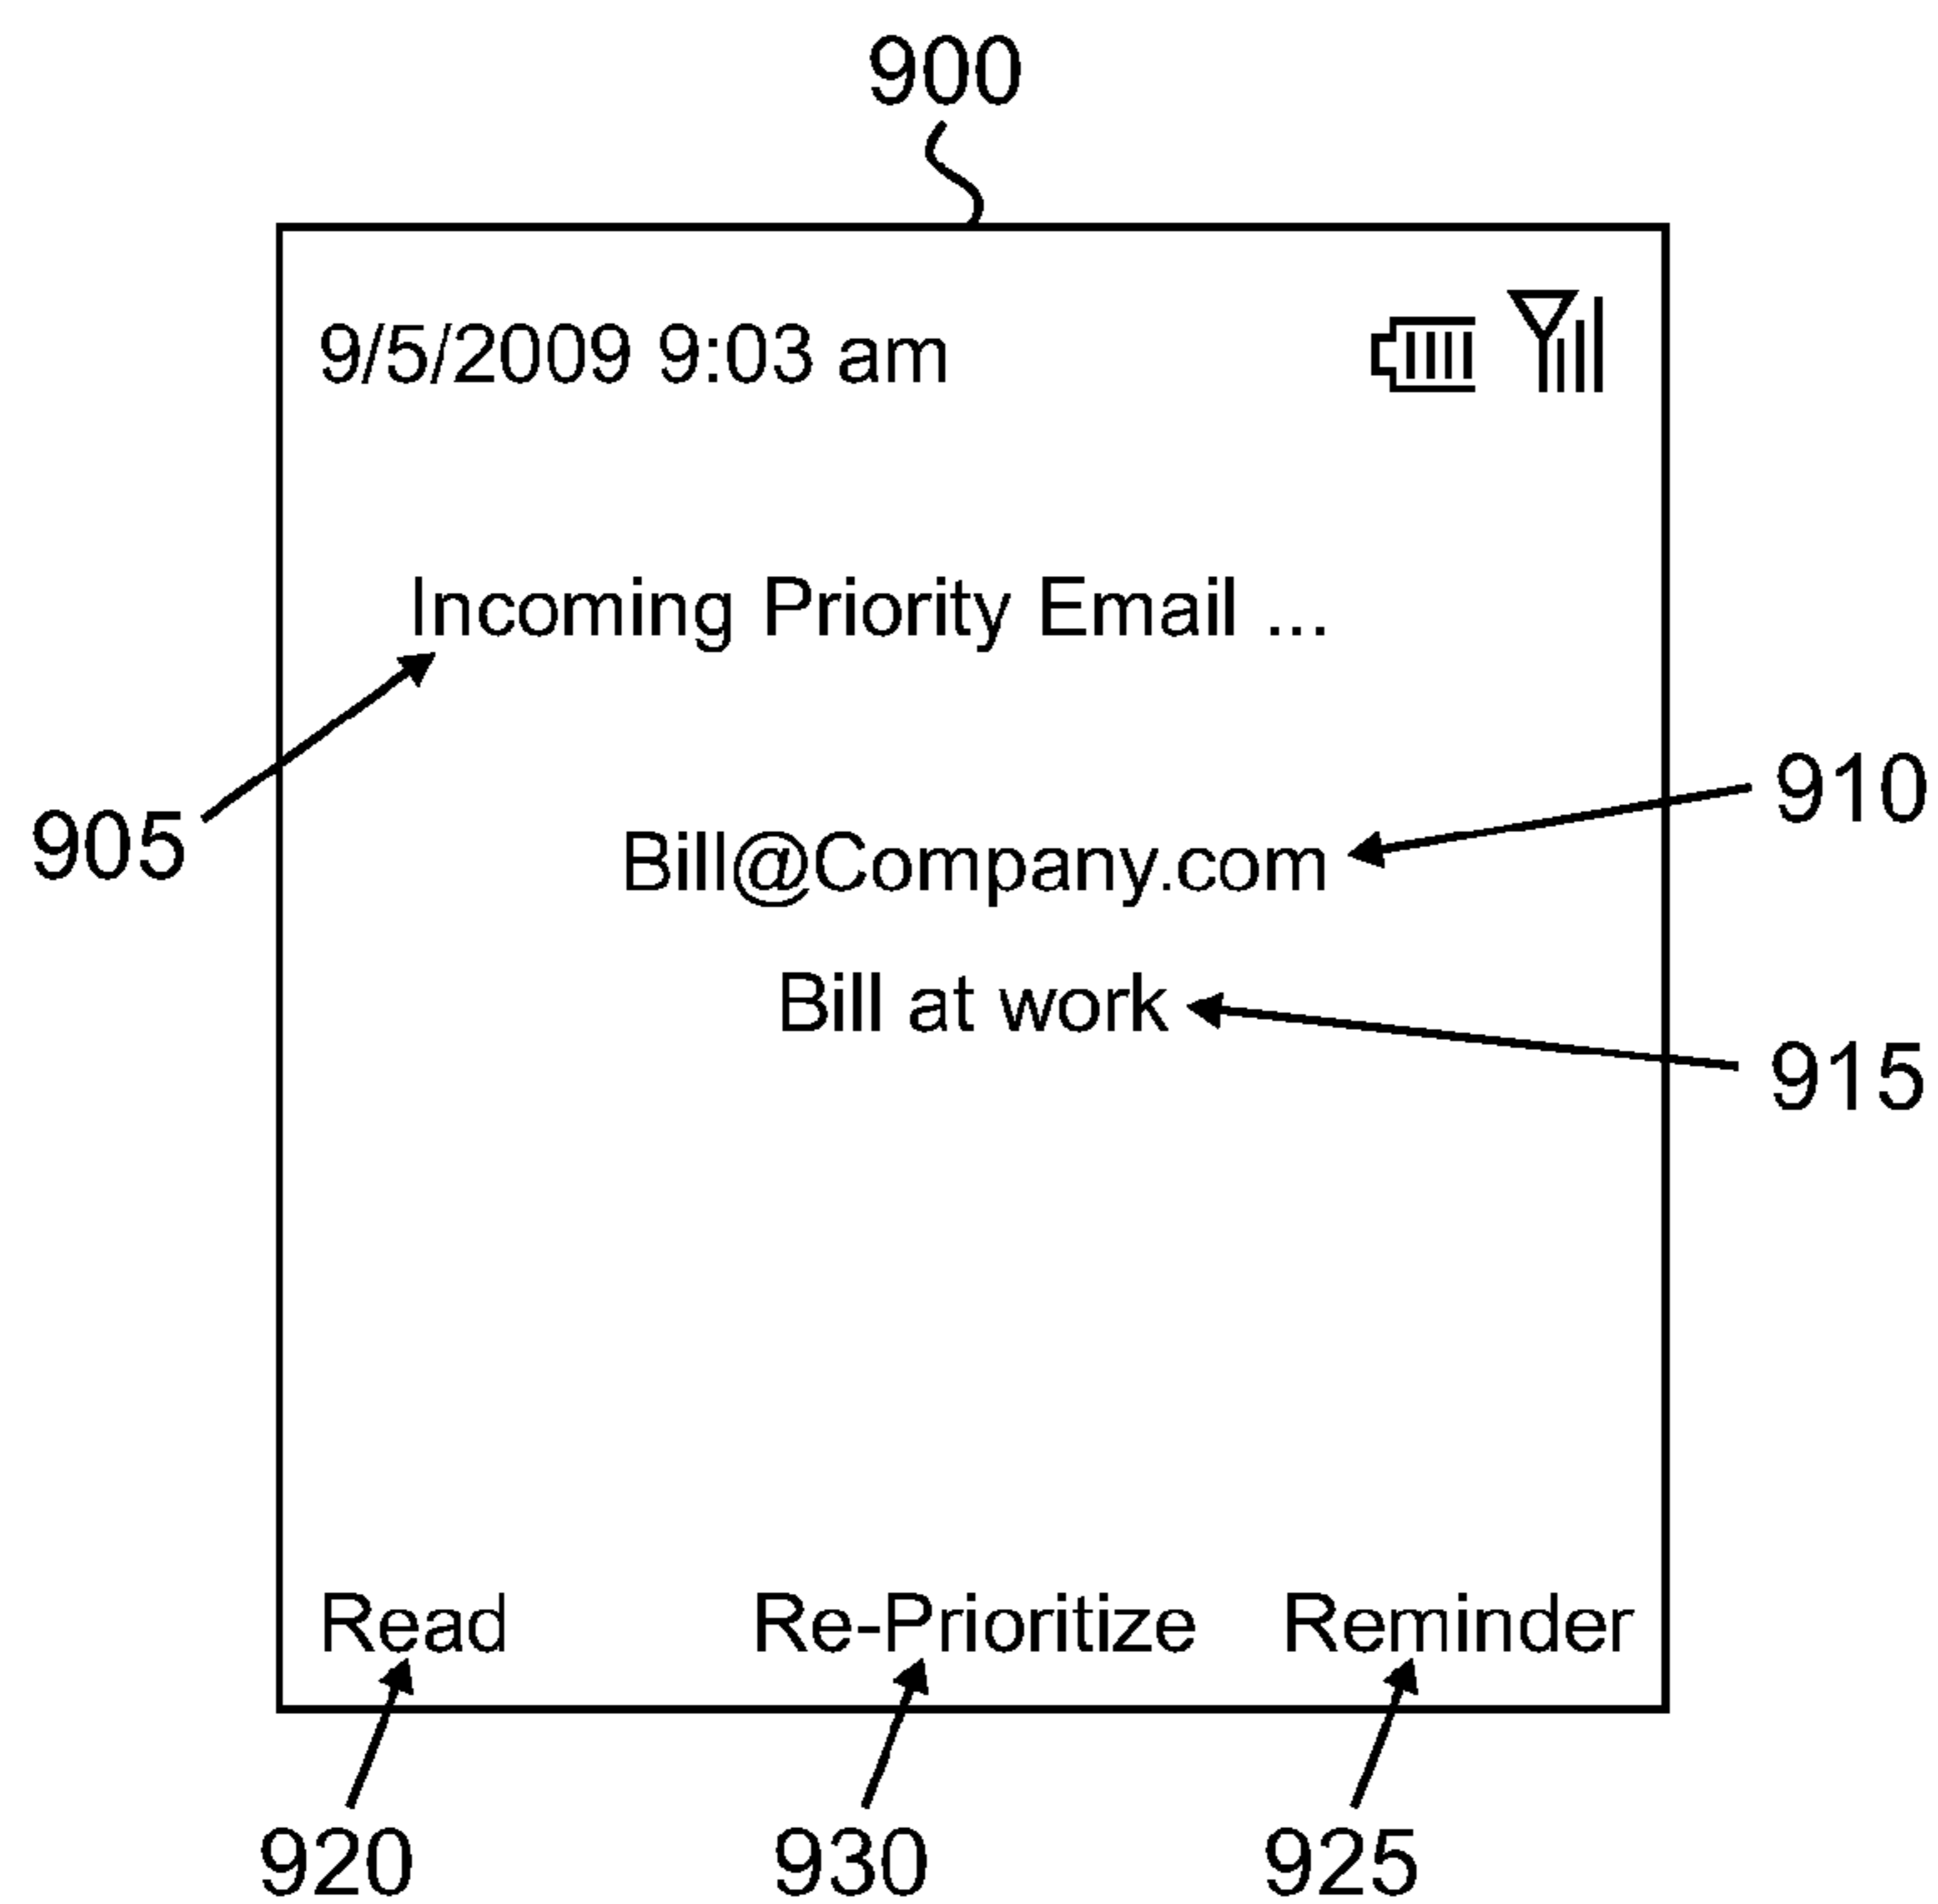 900
9/5/2009 9:03 am
Incoming Priority Email ...
905
910
Bill@Company.com
Bill at work
915
Read Re-Prioritize Reminder
920 930 925